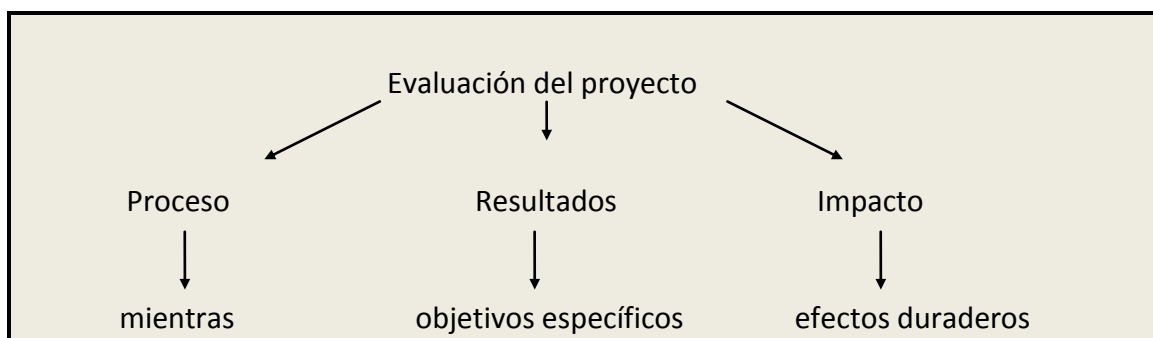 Evaluación del proyecto
Proceso Resultados Impacto
mientras objetivos específicos efectos duraderos